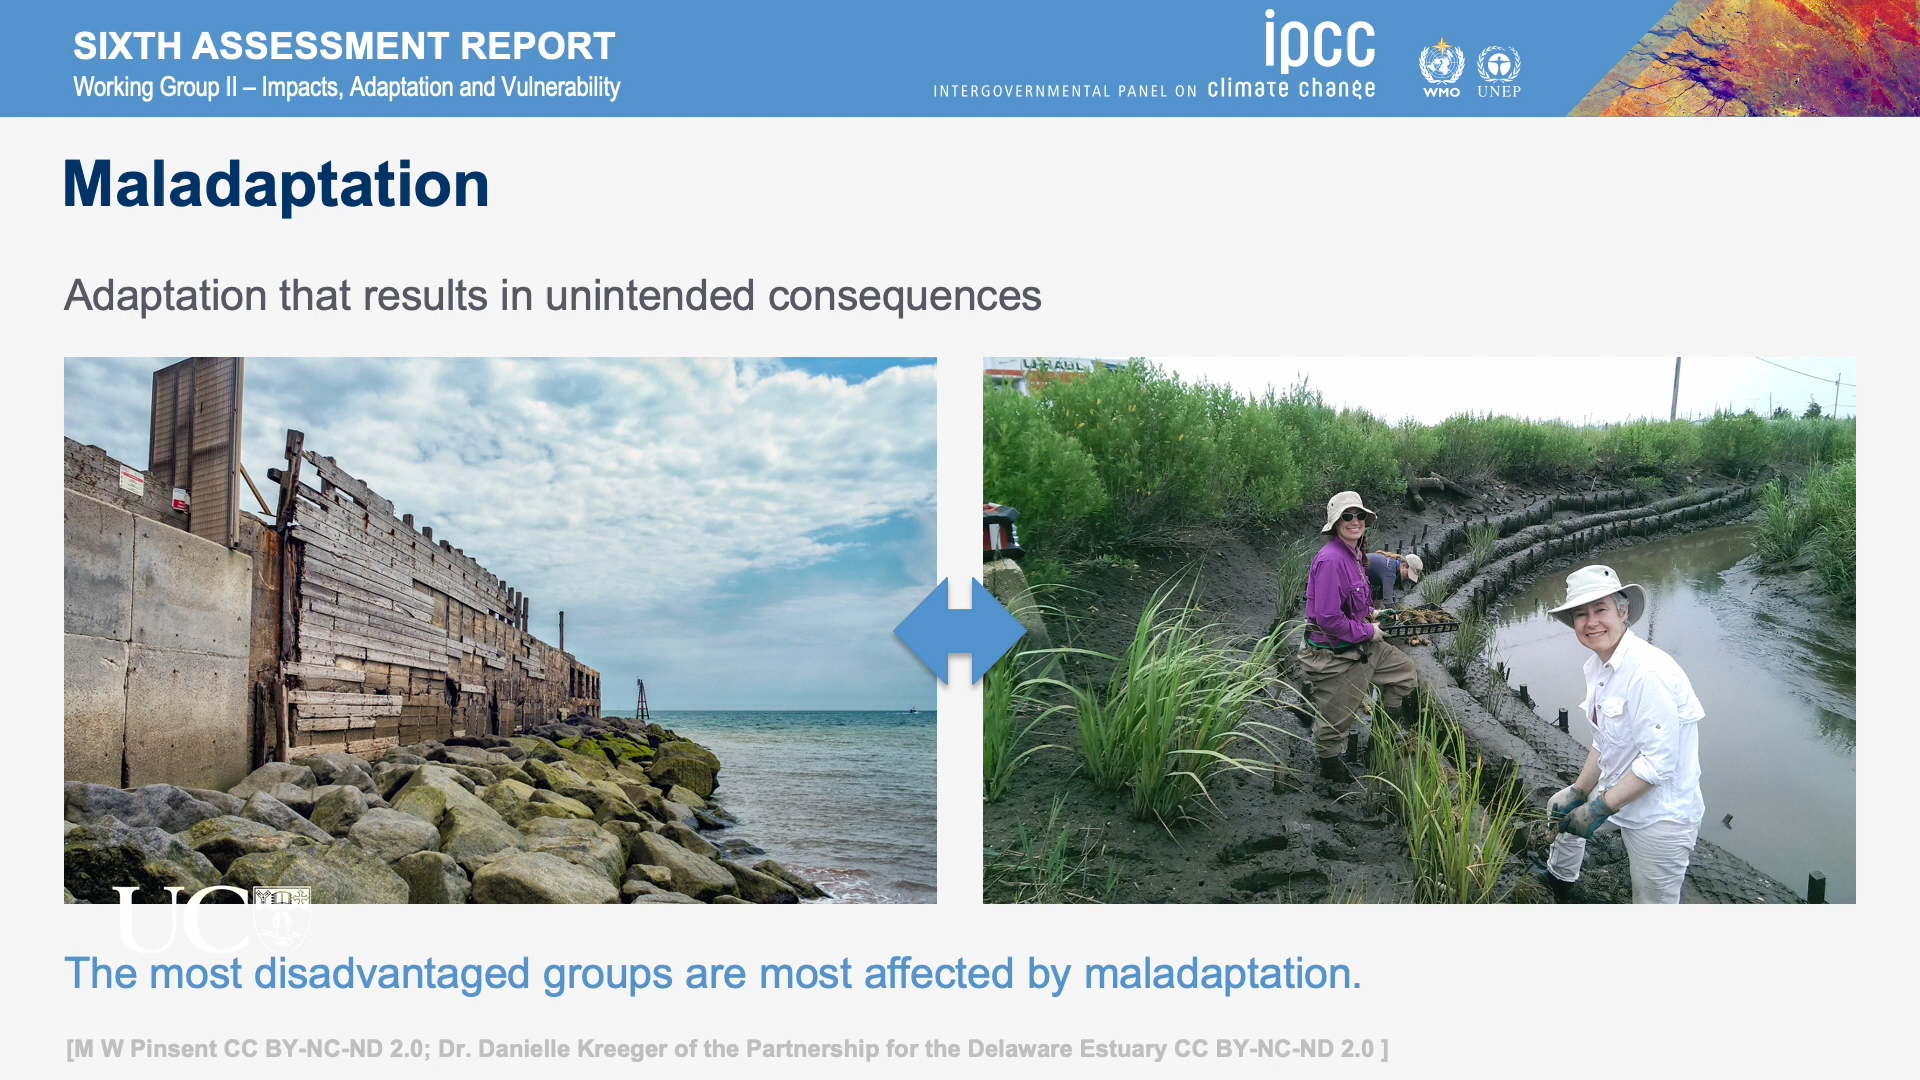 SIXTH ASSESSMENT REPORT
Working Group II – Impacts, Adaptation and Vulnerability
ipcc
INTERGOVERNMENTAL PANEL ON climate change
WMO
UNEP
Maladaptation
Adaptation that results in unintended consequences
U-HAUL
UC
The most disadvantaged groups are most affected by maladaptation.
[M W Pinsent CC BY-NC-ND 2.0; Dr. Danielle Kreeger of the Partnership for the Delaware Estuary CC BY-NC-ND 2.0 ]